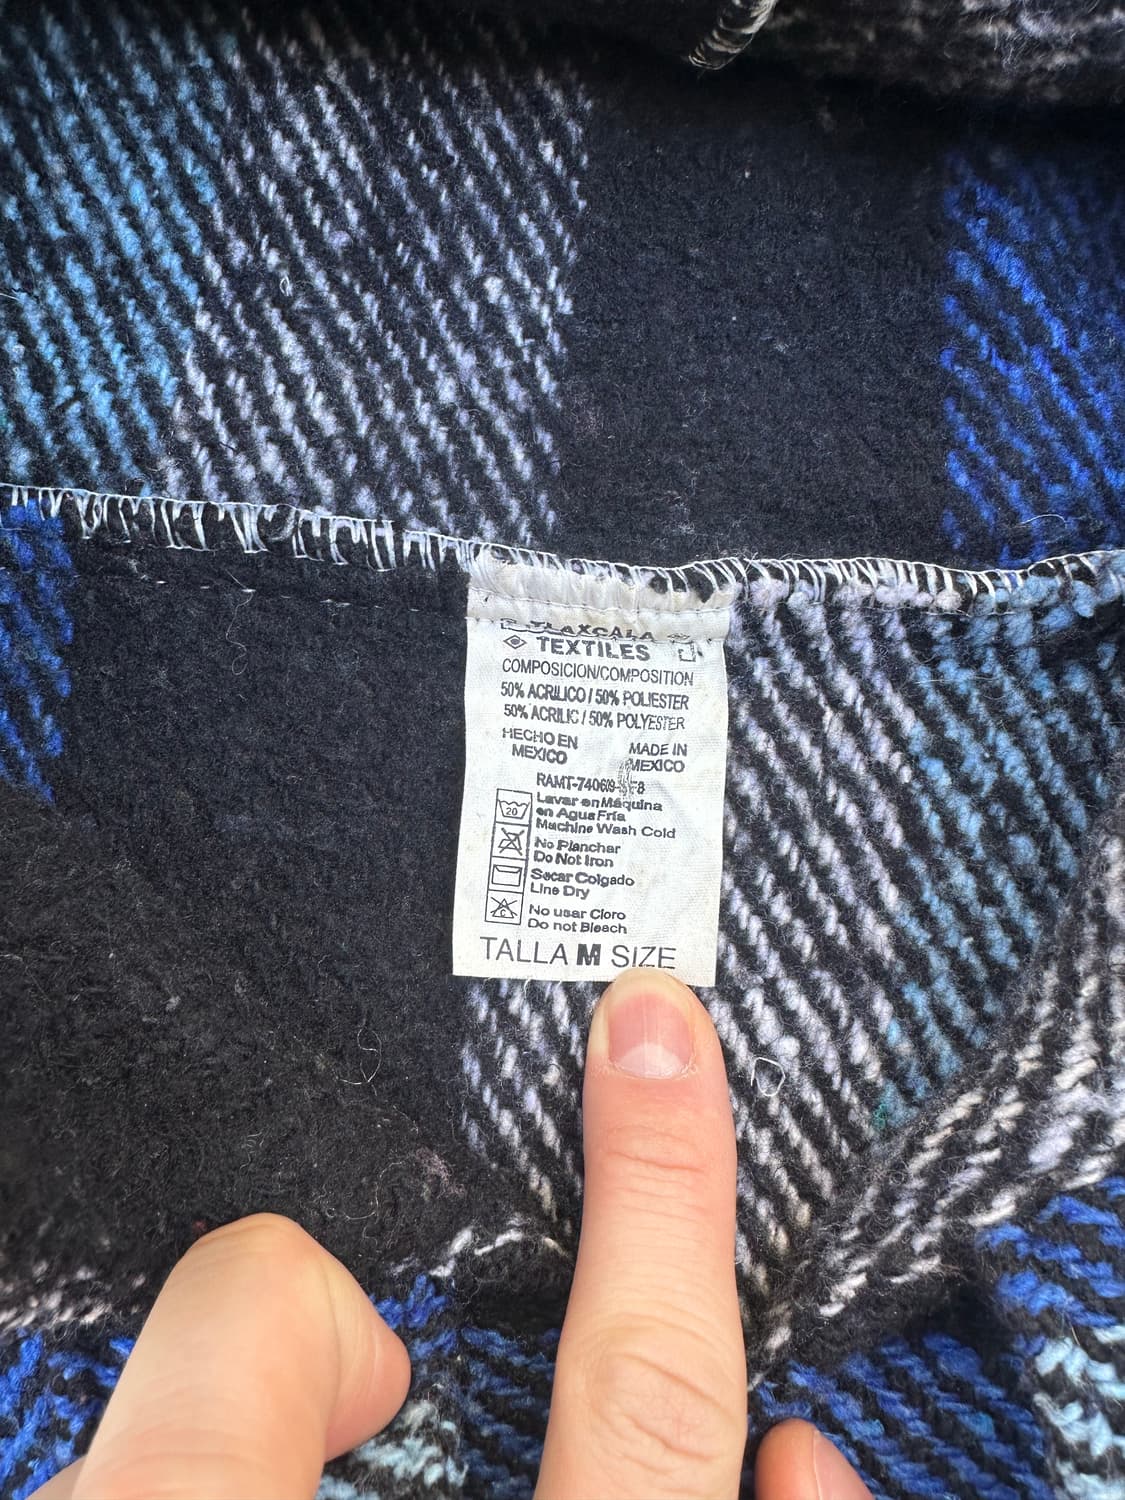 TLAXCALA
TEXTILES
COMPOSICION/COMPOSITION
50% ACRILICO / 50% POLIESTER
50% ACRILIC / 50% POLYESTER
HECHO EN
MEXICO
MADE IN
MEXICO
20
Lavar en Máquina
en Agua Fría
Machine Wash Cold
No Planchar
Do Not Iron
Secar Colgado
Line Dry
C
No usar Cloro
Do not Bleach
TALLA M SIZE